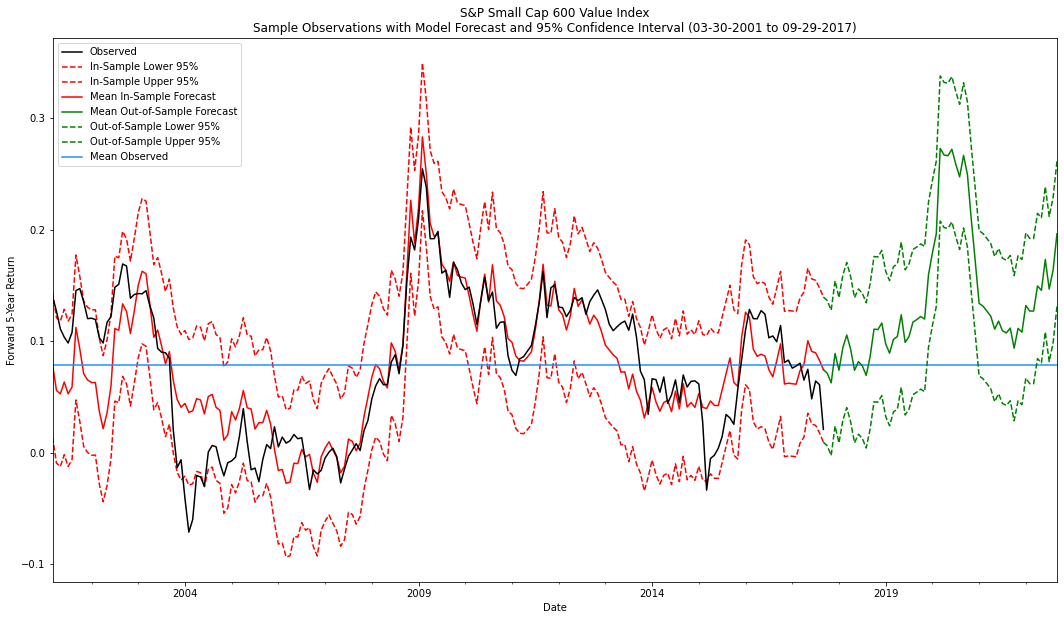 S&P Small Cap 600 Value Index
Sample Observations with Model Forecast and 95% Confidence Interval (03-30-2001 to 09-29-2017)
Observed
In-Sample Lower 95%
In-Sample Upper 95%
Mean In-Sample Forecast
Mean Out-of-Sample Forecast
Out-of-Sample Lower 95%
Out-of-Sample Upper 95%
Mean Observed
Forward 5-Year Return
0.3
0.2
0.1
0.0
−0.1
2004
2009
2014
2019
Date